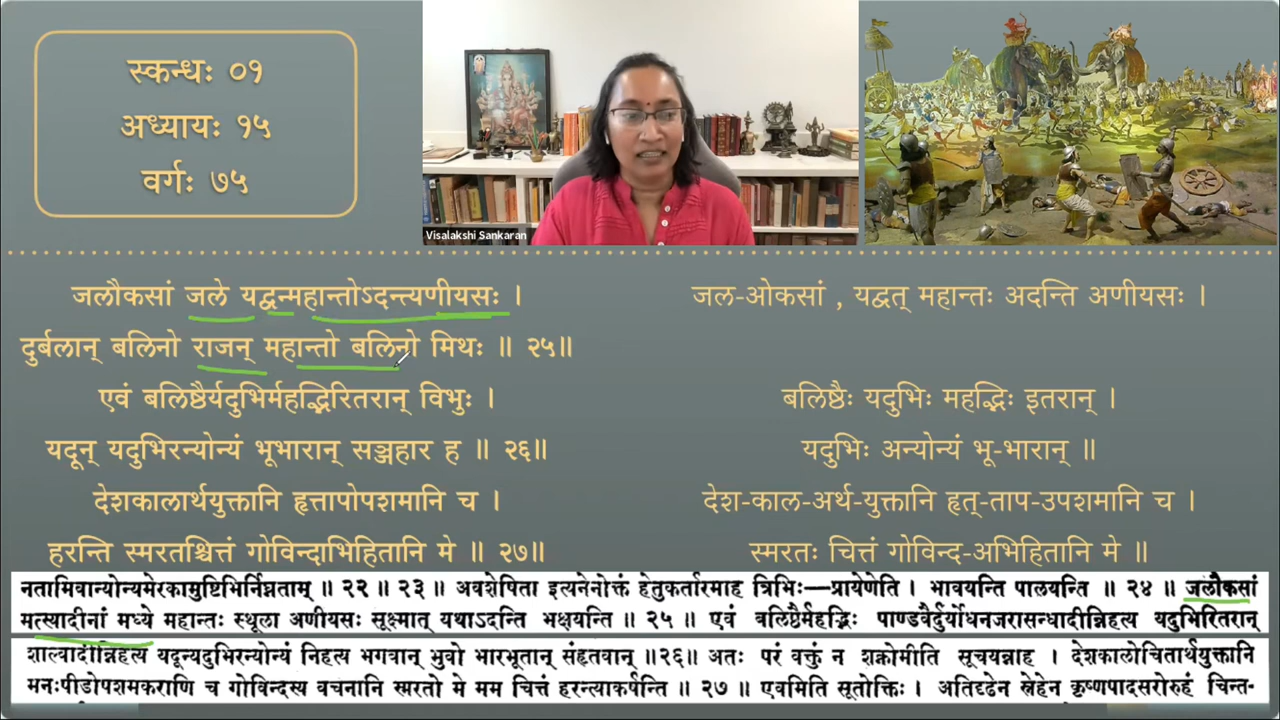 स्कन्धः ०१
अध्यायः १५
वर्गः ७५
Visalakshi Sankaran
जलौकसां जले यद्वन्महान्तोऽदन्त्यणीयसः ।
दुर्बलान् बलिनो राजन् महान्तो बलिनो मिथः ॥ २५॥
एवं बलिष्ठैर्यदुभिर्महद्भिरितरान् विभुः ।
यदून् यदुभिरन्योन्यं भूभारान् सञ्जहार ह ॥ २६॥
देशकालार्थयुक्तानि हृत्तापोपशमानि च ।
हरन्ति स्मरतश्चित्तं गोविन्दाभिहितानि मे ॥ २७॥
जल-ओकसां , यद्वत् महान्तः अदन्ति अणीयसः ।
बलिष्ठैः यदुभिः महद्भिः इतरान् ।
यदुभिः अन्योन्यं भू-भारान् ॥
देश-काल-अर्थ-युक्तानि हृत्-ताप-उपशमानि च ।
स्मरतः चित्तं गोविन्द-अभिहितानि मे ॥
नतामिवान्योन्यमेरकामुष्टिभिर्निघ्नताम् ॥ २२ ॥ २३ ॥ अवशेषिता इत्यनेनोक्तं हेतुकर्तारमाह त्रिभिः—प्रायेणेति । भावयन्ति पालयन्ति ॥ २४ ॥ जलौकसां
मत्स्यादीनां मध्ये महान्तः स्थूला अणीयसः सूक्ष्मात् यथाऽदन्ति भक्षयन्ति ॥ २५ ॥ एवं बलिष्ठैर्महद्भिः पाण्डवैर्दुर्योधनजरासन्धादीन्निहत्य यदुभिरितरान्
शाल्वादीन्निहत्य यदून्यदुभिरन्योन्यं निहत्य भगवान् भुवो भारभूतान् संहृतवान् ॥२६॥ अतः परं वक्तुं न शक्नोमीति सूचयन्नाह । देशकालोचितार्थयुक्तानि
मनःपीडोपशमकराणि च गोविन्दस्य वचनानि स्मरतो मे मम चित्तं हरन्त्याकर्षन्ति ॥ २७ ॥ एवमिति सूतोक्तिः । अतिदृढेन स्नेहेन कृष्णपादसरोरुहं चिन्त-